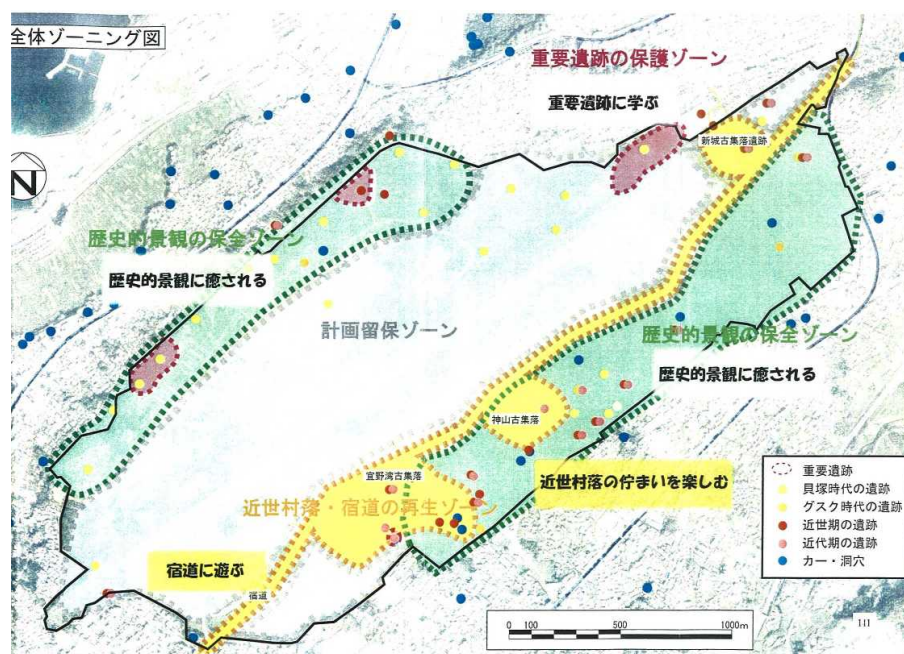 全体ゾーニング図
重要遺跡の保護ゾーン
重要遺跡に学ぶ
新城古集落遺跡
N
歴史的景観の保全ゾーン
歴史的景観に癒される
計画留保ゾーン
歴史的景観の保全ゾーン
歴史的景観に癒される
神山古集落
宜野湾古集落
近世村落・宿道の再生ゾーン
近世村落の佇まいを楽しむ
宿道に遊ぶ
宿道
重要遺跡
貝塚時代の遺跡
グスク時代の遺跡
近世期の遺跡
近代期の遺跡
カー・洞穴
0 100 500 1000m
141